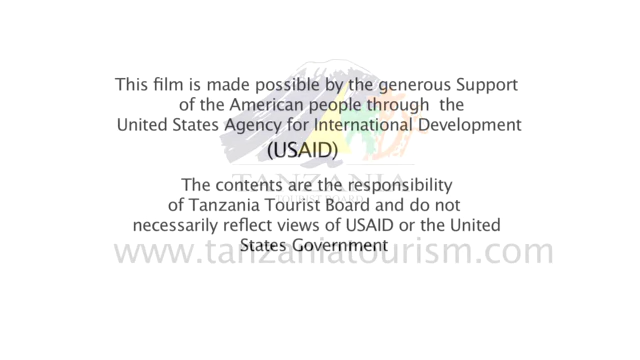 This film is made possible by the generous Support
of the American people through the
United States Agency for International Development
(USAID)
TANZANIA
The contents are the responsibility
of Tanzania Tourist Board and do not
necessarily reflect views of USAID or the United
States Government
www.tanzaniatourism.com